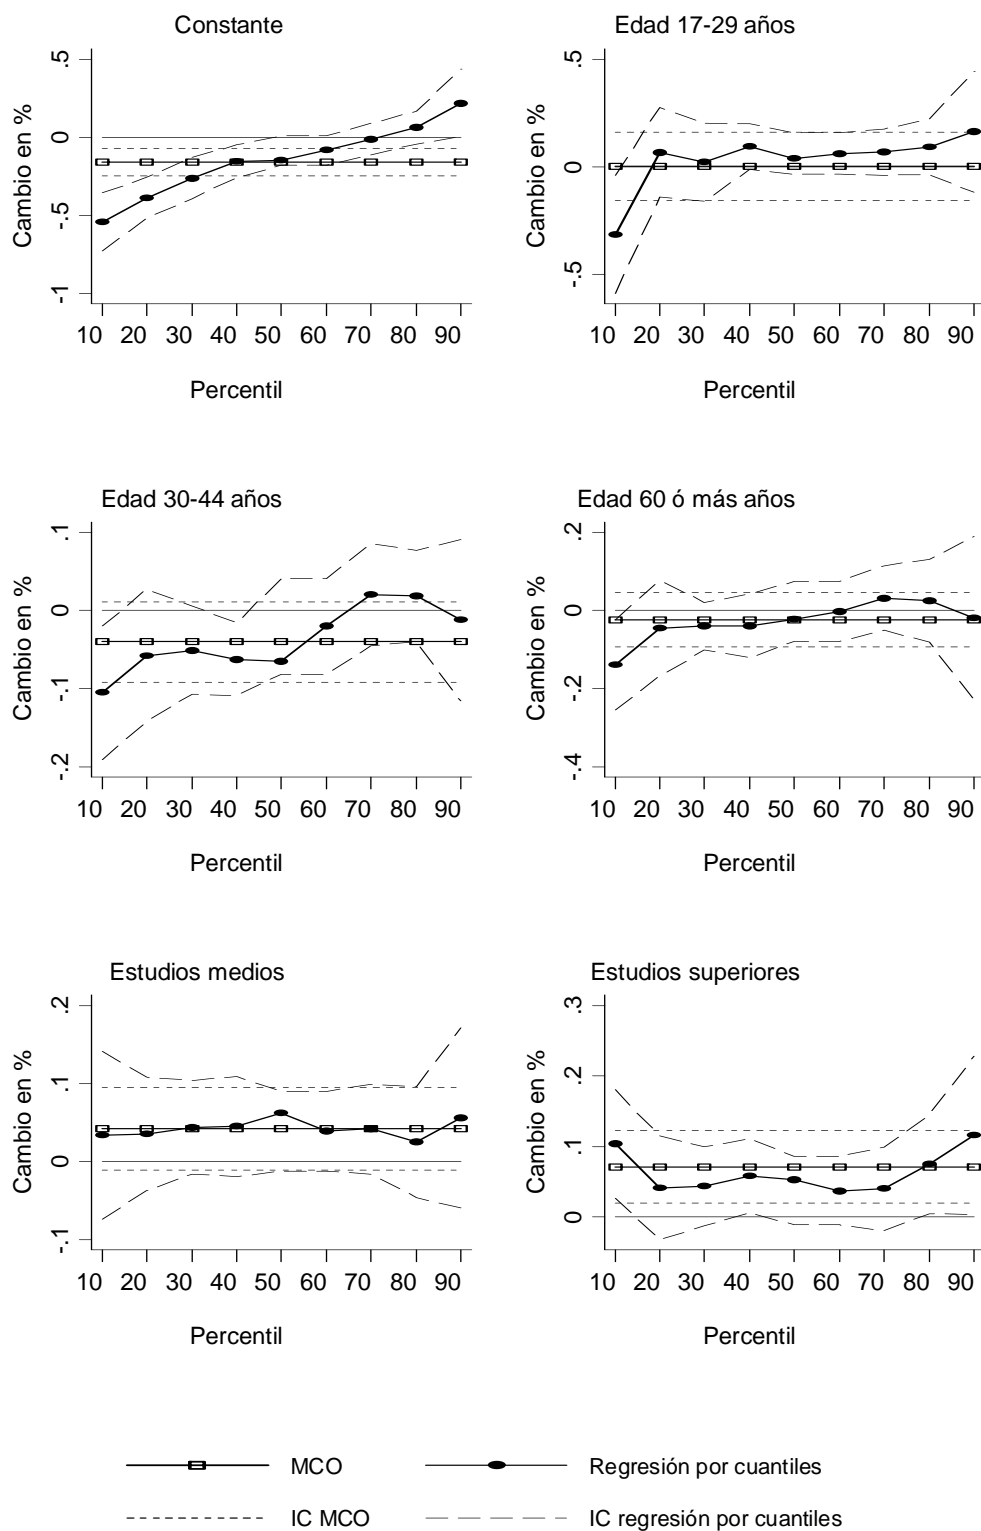 Constante
Edad 17-29 años
Cambio en %
.5
0
-.5
-1
10 20 30 40 50 60 70 80 90
Percentil
Cambio en %
.5
0
-.5
10 20 30 40 50 60 70 80 90
Percentil
Edad 30-44 años
Edad 60 ó más años
Cambio en %
.1
0
-.1
-.2
10 20 30 40 50 60 70 80 90
Percentil
Cambio en %
.2
0
-.2
-.4
10 20 30 40 50 60 70 80 90
Percentil
Estudios medios
Estudios superiores
Cambio en %
.2
.1
0
-.1
10 20 30 40 50 60 70 80 90
Percentil
Cambio en %
.3
.2
.1
0
10 20 30 40 50 60 70 80 90
Percentil
MCO
Regresión por cuantiles
IC MCO
IC regresión por cuantiles